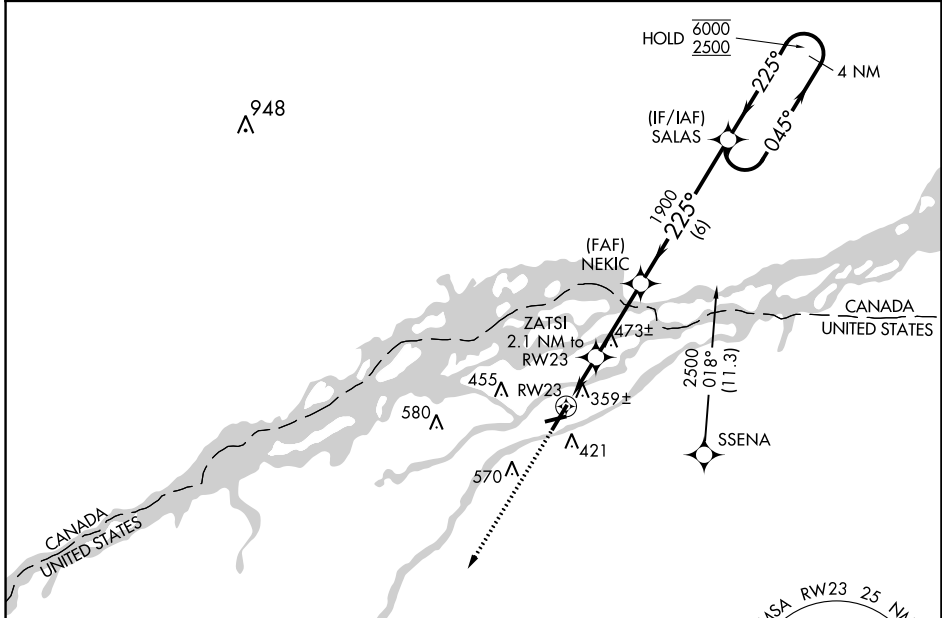 HOLD 6000
2500
225°
4 NM
948
(IF/IAF)
SALAS
045°
1900
225°
(6)
(FAF)
NEKIC
CANADA
UNITED STATES
ZATSI
2.1 NM to
RW23
473±
2500
018°
(11.3)
455
RW23
359±
580
421
SSENA
570
CANADA
UNITED STATES
MSA RW23 25 NM